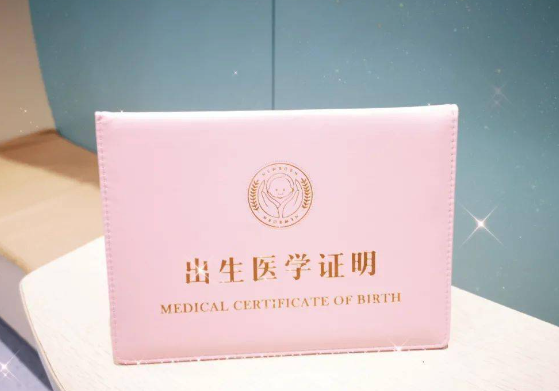 出生医学证明
MEDICAL CERTIFICATE OF BIRTH